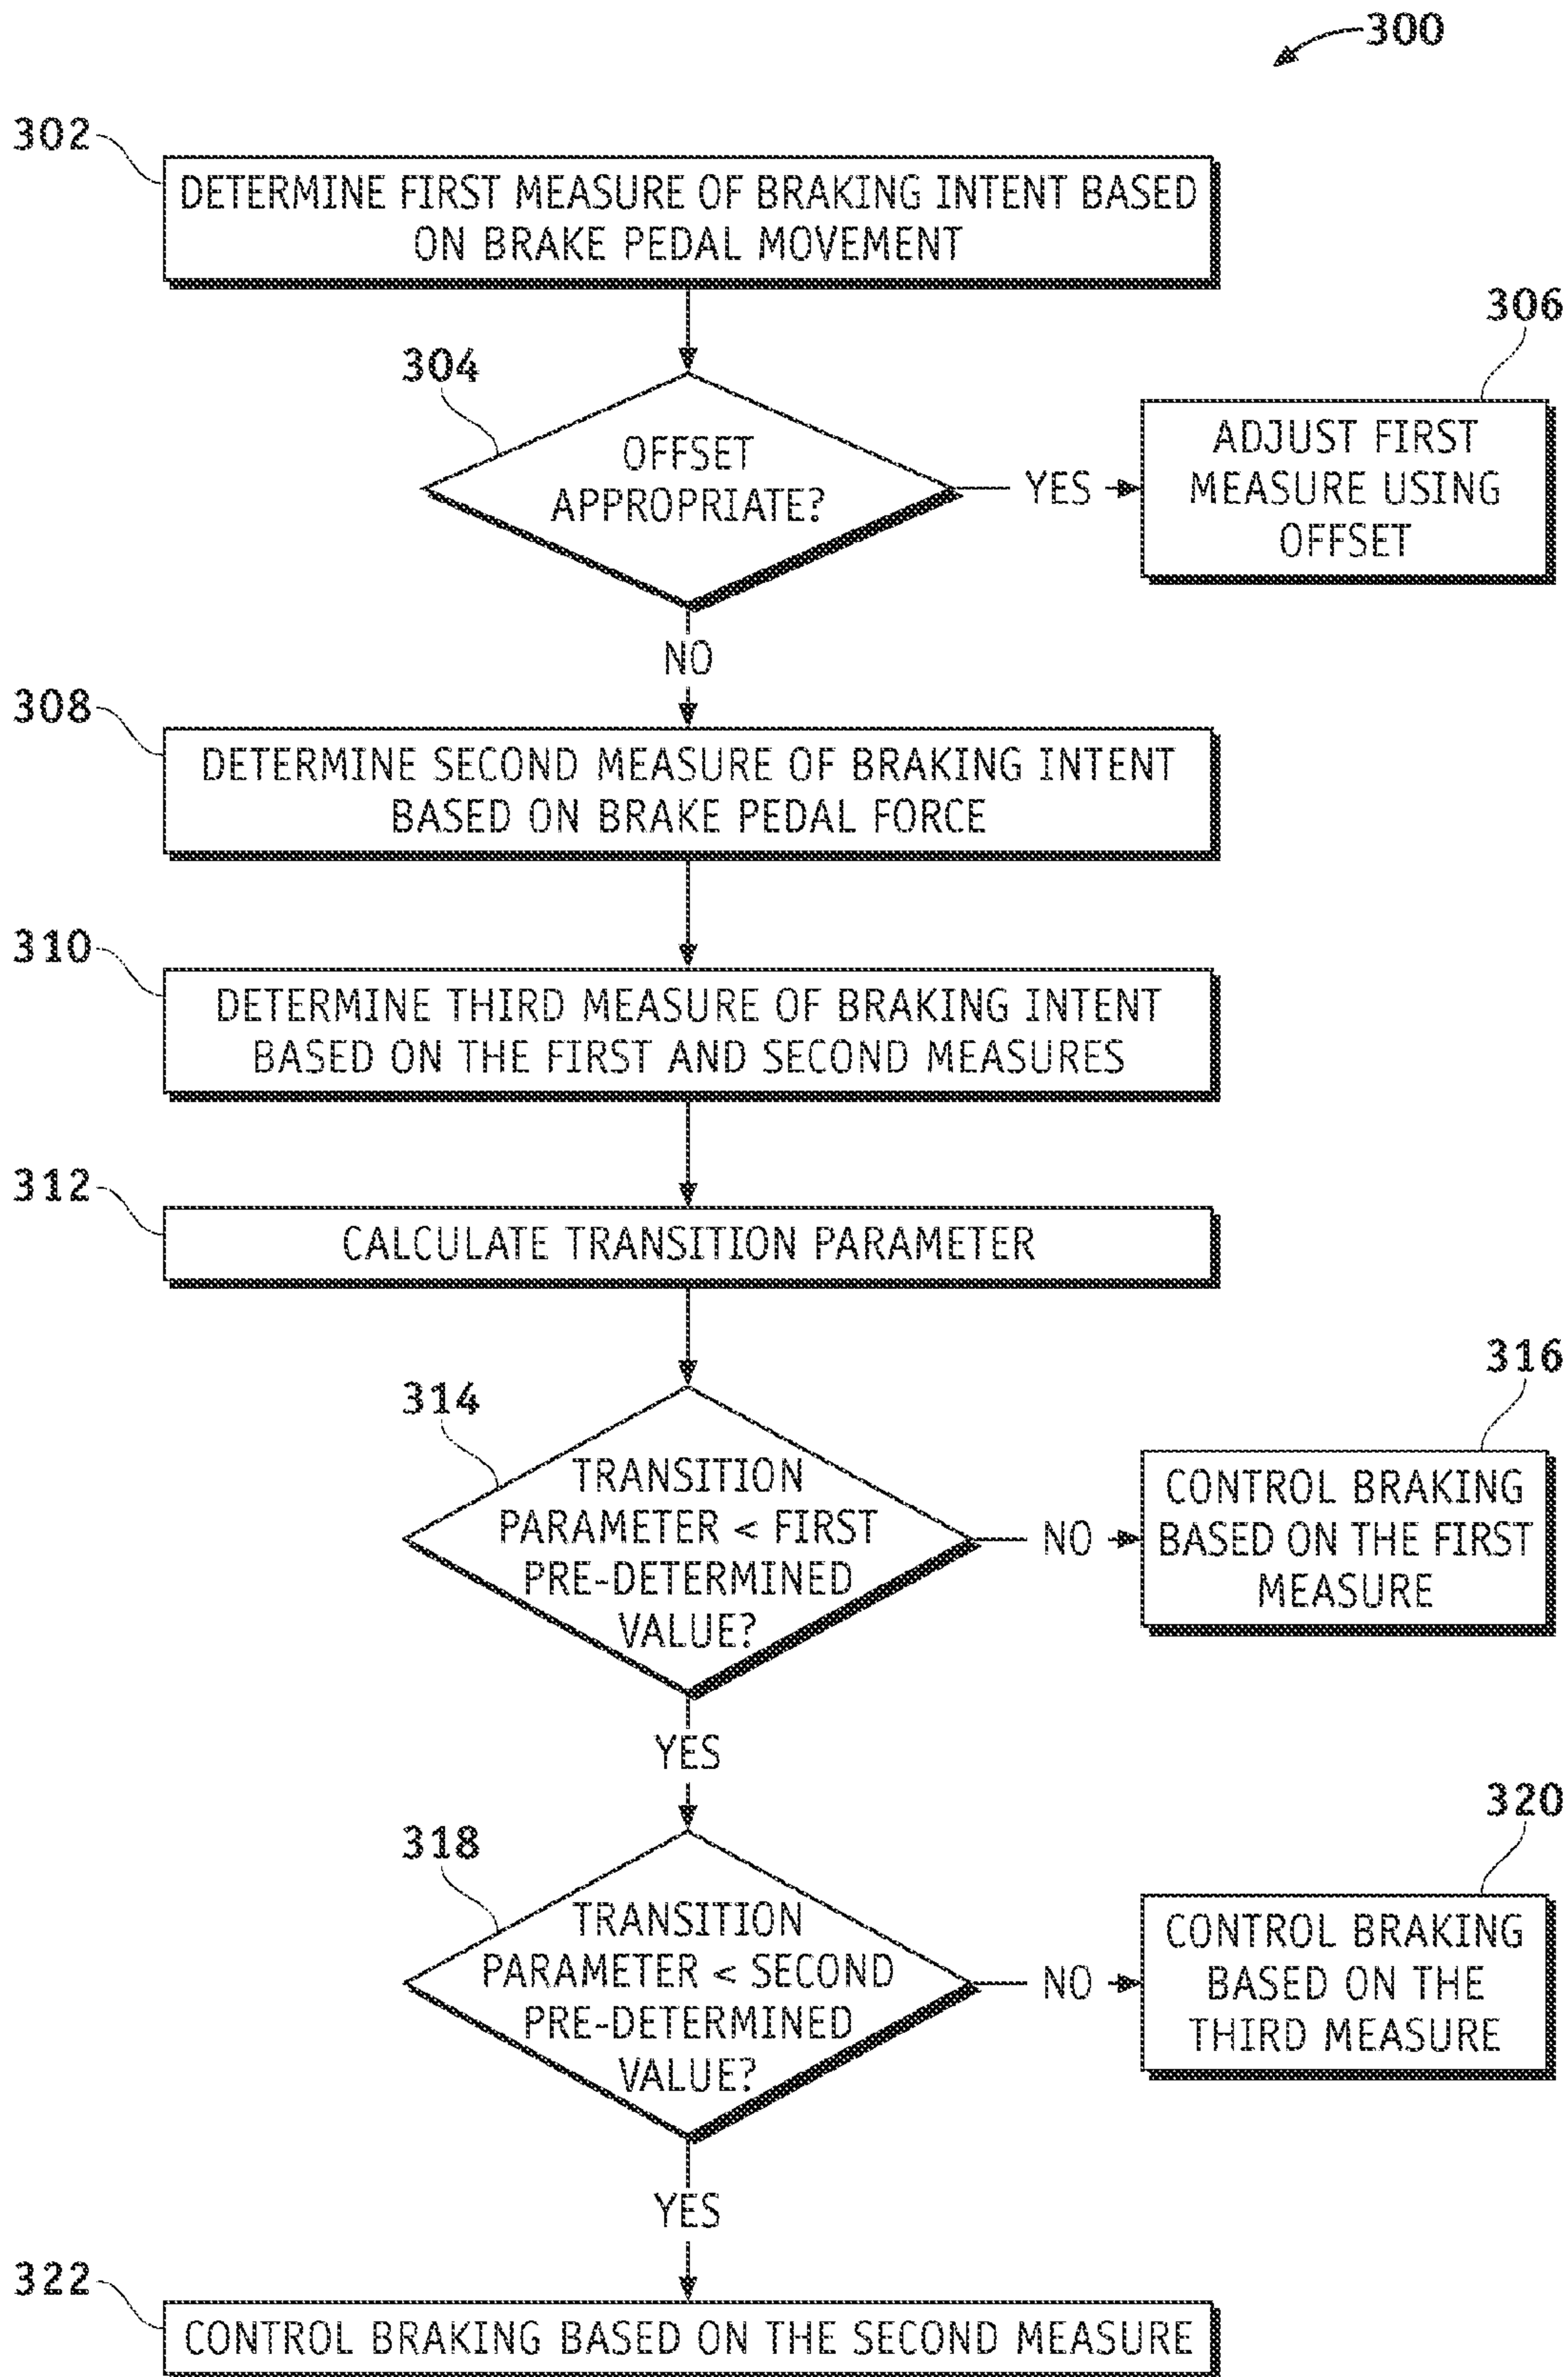 300
302
DETERMINE FIRST MEASURE OF BRAKING INTENT BASED
ON BRAKE PEDAL MOVEMENT
304
OFFSET
APPROPRIATE?
YES
306
ADJUST FIRST
MEASURE USING
OFFSET
NO
308
DETERMINE SECOND MEASURE OF BRAKING INTENT
BASED ON BRAKE PEDAL FORCE
310
DETERMINE THIRD MEASURE OF BRAKING INTENT
BASED ON THE FIRST AND SECOND MEASURES
312
CALCULATE TRANSITION PARAMETER
314
TRANSITION
PARAMETER < FIRST
PRE-DETERMINED
VALUE?
NO
316
CONTROL BRAKING
BASED ON THE FIRST
MEASURE
YES
318
TRANSITION
PARAMETER < SECOND
PRE-DETERMINED
VALUE?
NO
320
CONTROL BRAKING
BASED ON THE
THIRD MEASURE
YES
322
CONTROL BRAKING BASED ON THE SECOND MEASURE